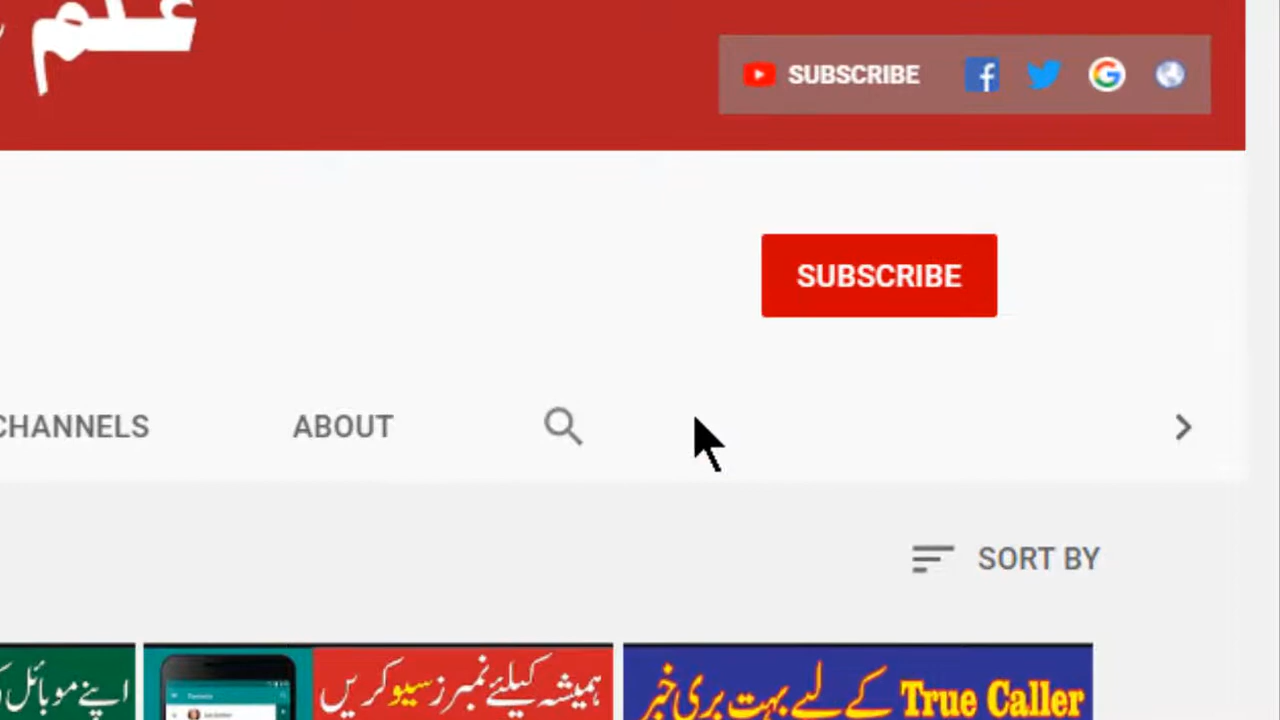 علم
SUBSCRIBE
SUBSCRIBE
CHANNELS
ABOUT
SORT BY
اپنے موبائل
ہمیشہ کیلئے نمبرز سیو کریں
True Caller کے لیے بہت بری خبر